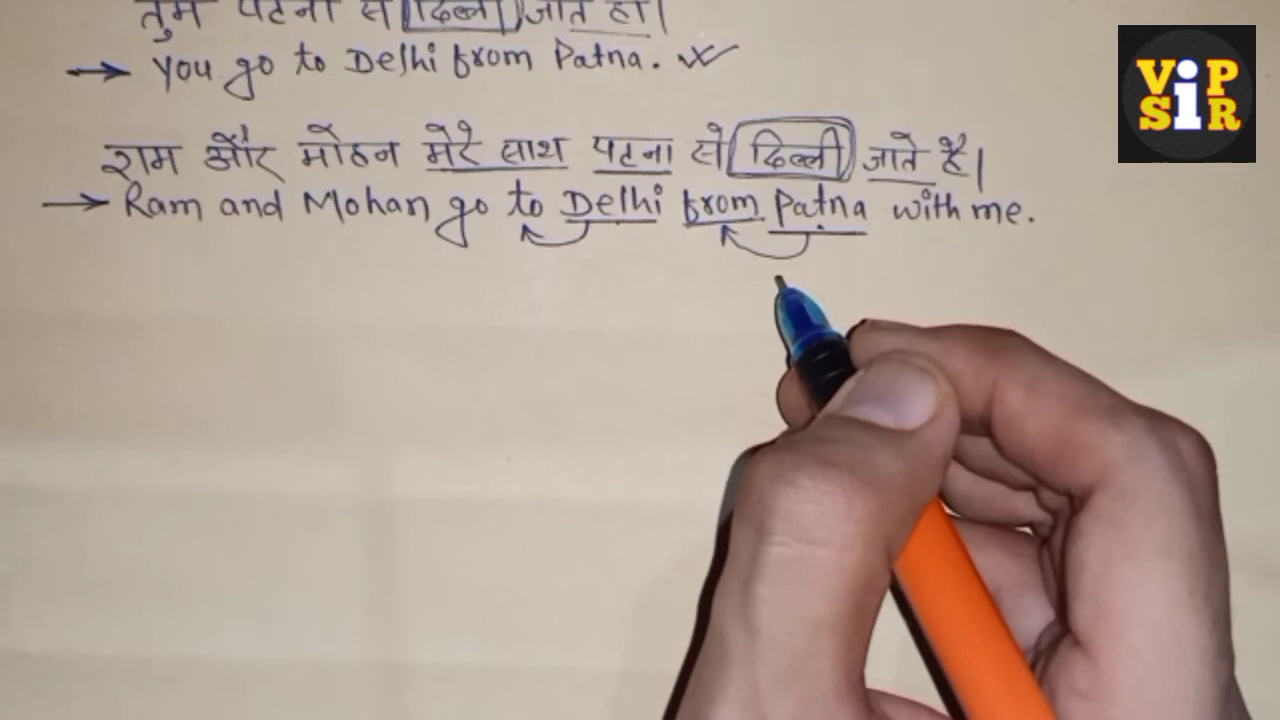 तुम पटना से दिल्ली जाते हो।
→ You go to Delhi from Patna.
राम और मोहन मेरे साथ पटना से दिल्ली जाते है।
→ Ram and Mohan go to Delhi from Patna with me.
ViP
SiR